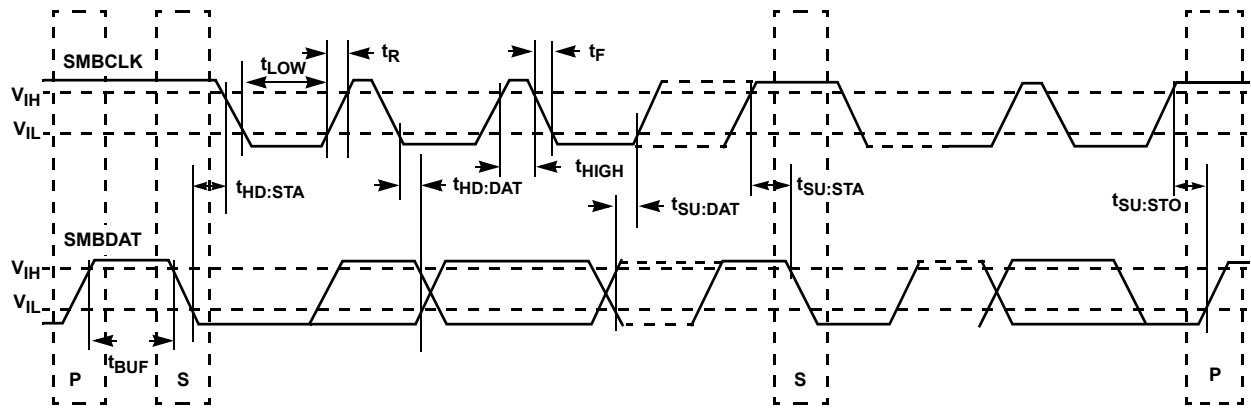 SMBCLK
tLOW
tR
tF
VIH
VIL
tHD:STA
tHD:DAT
tHIGH
tSU:DAT
tSU:STA
tSU:STO
SMBDAT
VIH
VIL
tBUF
P
S
S
P